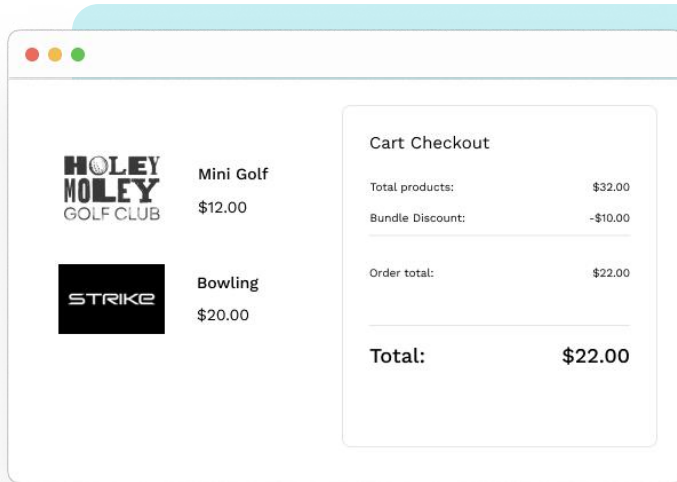 HOLEY
MOLEY
GOLF CLUB
Mini Golf
$12.00
STRIKE
Bowling
$20.00
Cart Checkout
Total products: $32.00
Bundle Discount: -$10.00
Order total: $22.00
Total: $22.00